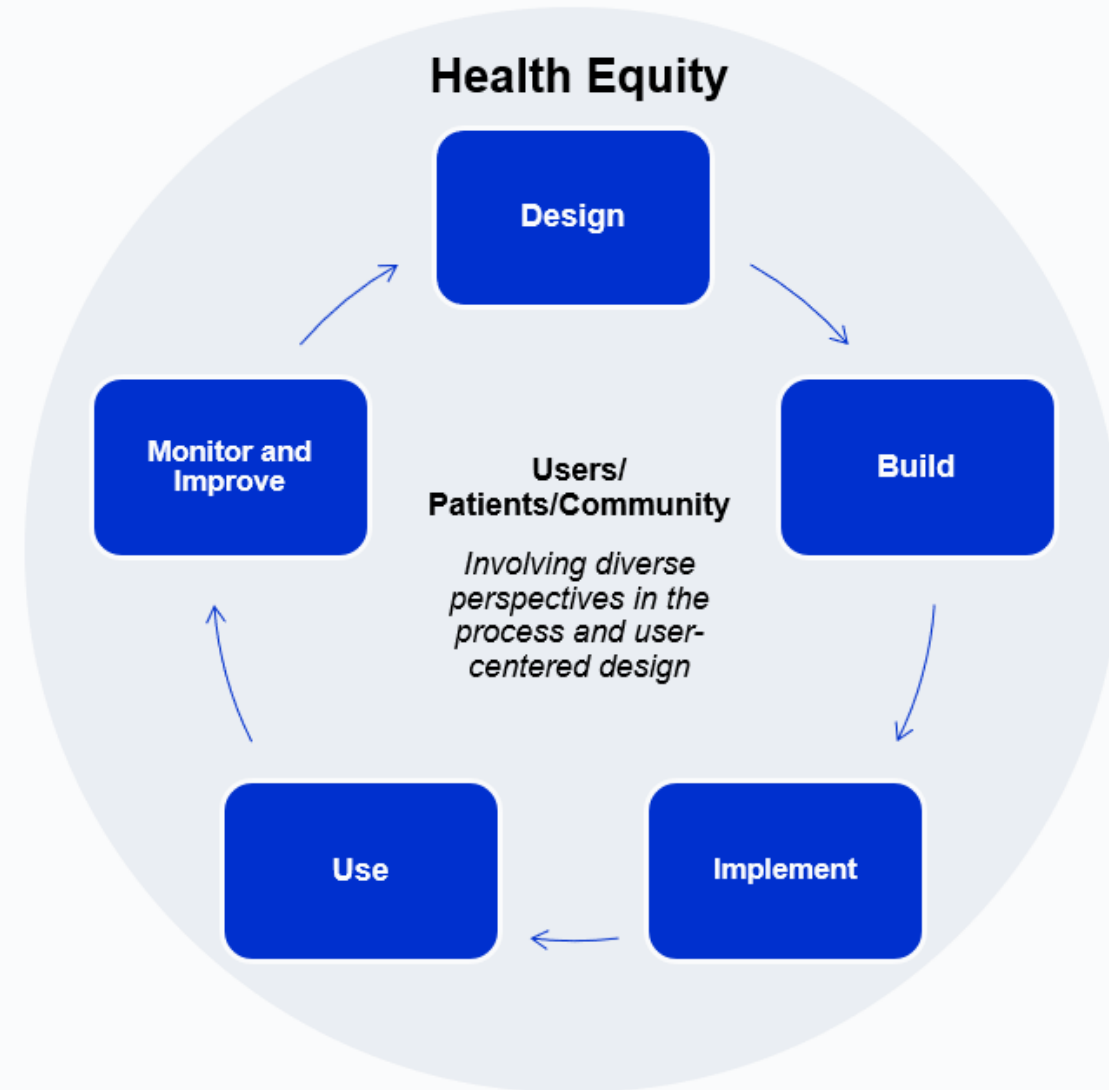 Health Equity
Design
Build
Implement
Use
Monitor and
Improve
Users/
Patients/Community
Involving diverse
perspectives in the
process and user-
centered design